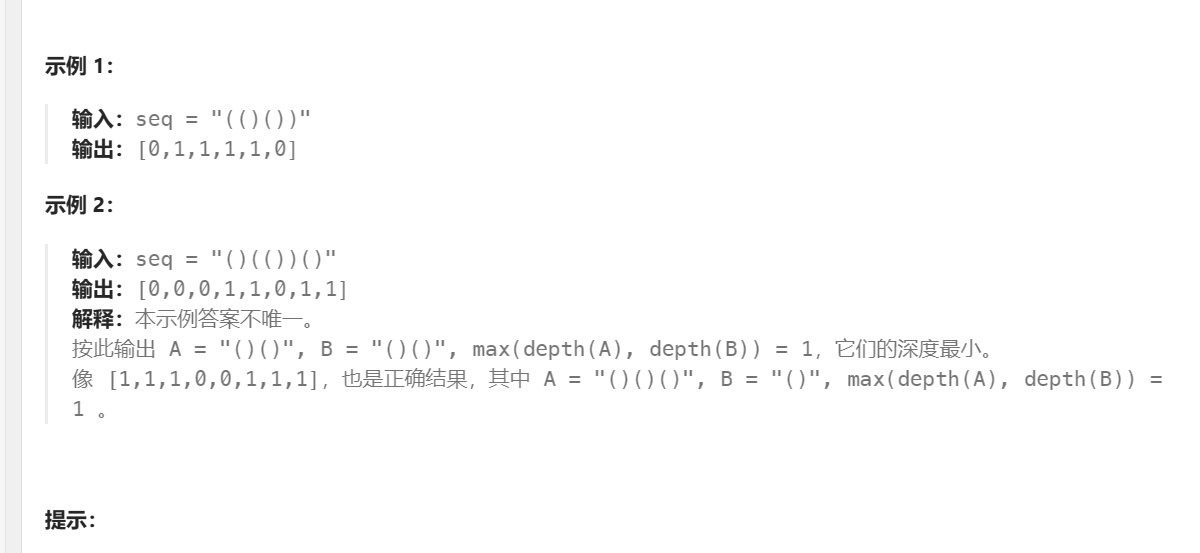 示例 1：
输入：seq = "(()())"
输出：[0,1,1,1,1,0]
示例 2：
输入：seq = "()(())()"
输出：[0,0,0,1,1,0,1,1]
解释：本示例答案不唯一。
按此输出 A = "()()", B = "()()", max(depth(A), depth(B)) = 1，它们的深度最小。
像 [1,1,1,0,0,1,1,1]，也是正确结果，其中 A = "()()()", B = "()", max(depth(A), depth(B)) =
1 。
提示：